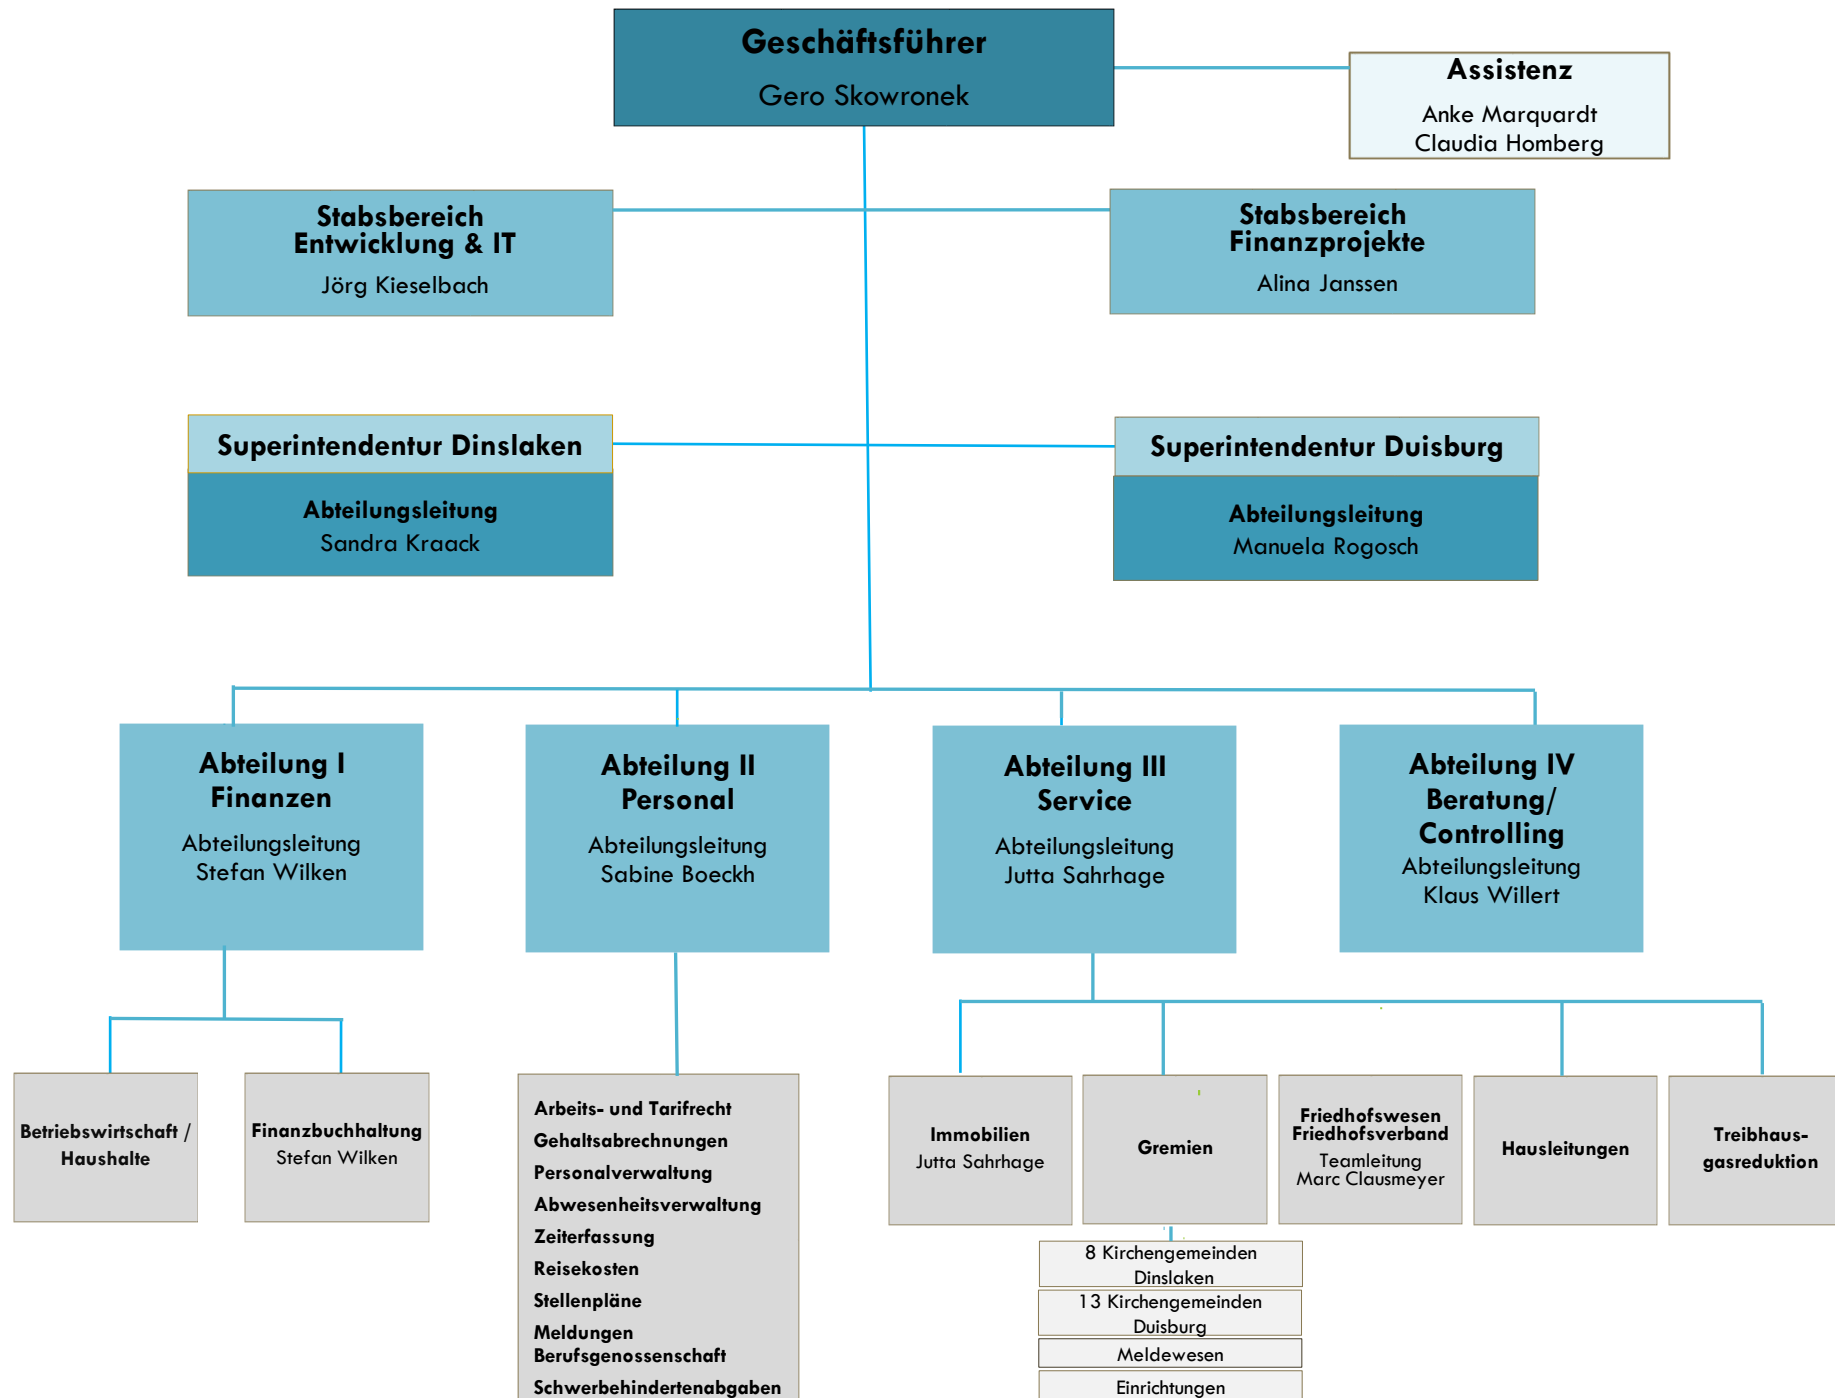 Geschäftsführer
Gero Skowronek
Assistenz
Anke Marquardt
Claudia Homberg
Stabsbereich
Entwicklung & IT
Jörg Kieselbach
Stabsbereich
Finanzprojekte
Alina Janssen
Superintendentur Dinslaken
Abteilungsleitung
Sandra Kraack
Superintendentur Duisburg
Abteilungsleitung
Manuela Rogosch
Abteilung I
Finanzen
Abteilungsleitung
Stefan Wilken
Abteilung II
Personal
Abteilungsleitung
Sabine Boeckh
Abteilung III
Service
Abteilungsleitung
Jutta Sahrhage
Abteilung IV
Beratung/
Controlling
Abteilungsleitung
Klaus Willert
Betriebswirtschaft /
Haushalte
Finanzbuchhaltung
Stefan Wilken
Arbeits- und Tarifrecht
Gehaltsabrechnungen
Personalverwaltung
Abwesenheitsverwaltung
Zeiterfassung
Reisekosten
Stellenpläne
Meldungen
Berufsgenossenschaft
Schwerbehindertenabgaben
Immobilien
Jutta Sahrhage
Gremien
Friedhofswesen
Friedhofsverband
Teamleitung
Marc Clausmeyer
Hausleitungen
Treibhaus-
gasreduktion
8 Kirchengemeinden
Dinslaken
13 Kirchengemeinden
Duisburg
Meldewesen
Einrichtungen